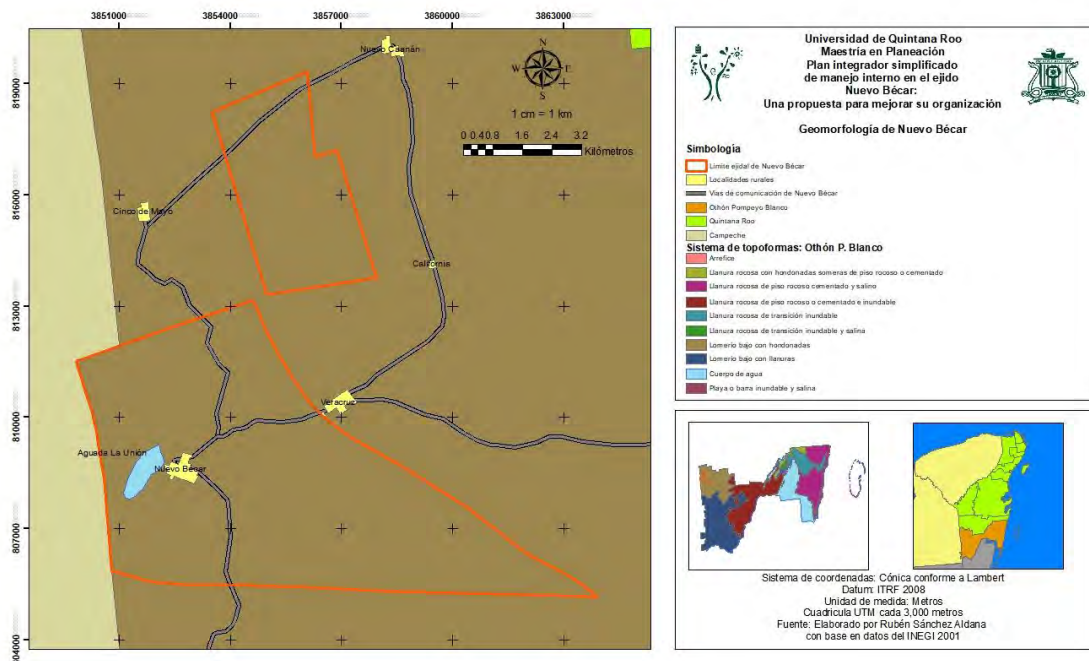 3851000
3854000
3857000
3860000
3863000
819000
816000
813000
810000
807000
804000
Nuevo Caanán
N
W
E
S
1 cm = 1 km
0 0.4 0.8 1.6 2.4 3.2
Kilómetros
Cinco de Mayo
California
Veracruz
Aguada La Unión
Nuevo Bécar
Universidad de Quintana Roo
Maestría en Planeación
Plan integrador simplificado
de manejo interno en el ejido
Nuevo Bécar:
Una propuesta para mejorar su organización
Geomorfología de Nuevo Bécar
Simbología
Limite ejidal de Nuevo Bécar
Localidades rurales
Vías de comunicación de Nuevo Bécar
Othón Pompeyo Blanco
Quintana Roo
Campeche
Sistema de topoformas: Othón P. Blanco
Arrefice
Llanura rocosa con hondonadas someras de piso rocoso o cementado
Llanura rocosa de piso rocoso cementado y salino
Llanura rocosa de piso rocoso o cementado e inundable
Llanura rocosa de transición inundable
Llanura rocosa de transición inundable y salina
Lomerio bajo con hondonadas
Lomerio bajo con llanuras
Cuerpo de agua
Playa o barra inundable y salina
Sistema de coordenadas: Cónica conforme a Lambert
Datum: ITRF 2008
Unidad de medida: Metros
Cuadricula UTM cada 3,000 metros
Fuente: Elaborado por Rubén Sánchez Aldana
con base en datos del INEGI 2001